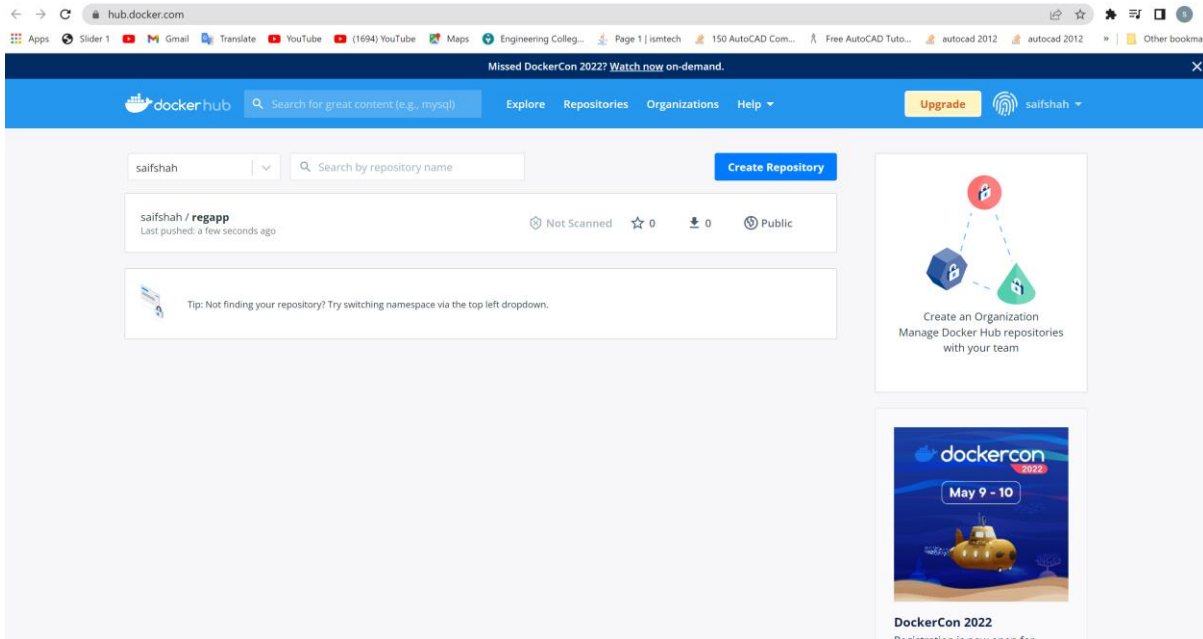 hub.docker.com
Apps Slider 1 Gmail Translate YouTube (1694) YouTube Maps Engineering Colleg... Page 1 | ismtech 150 AutoCAD Com... Free AutoCAD Tuto... autocad 2012 autocad 2012 » Other bookma
Missed DockerCon 2022? Watch now on-demand.
dockerhub Search for great content (e.g., mysql) Explore Repositories Organizations Help Upgrade saifshah
saifshah Search by repository name Create Repository
saifshah / regapp Not Scanned 0 0 Public
Last pushed: a few seconds ago
Tip: Not finding your repository? Try switching namespace via the top left dropdown.
Create an Organization
Manage Docker Hub repositories
with your team
dockercon
2022
May 9 - 10
DockerCon 2022
Registration is now open for